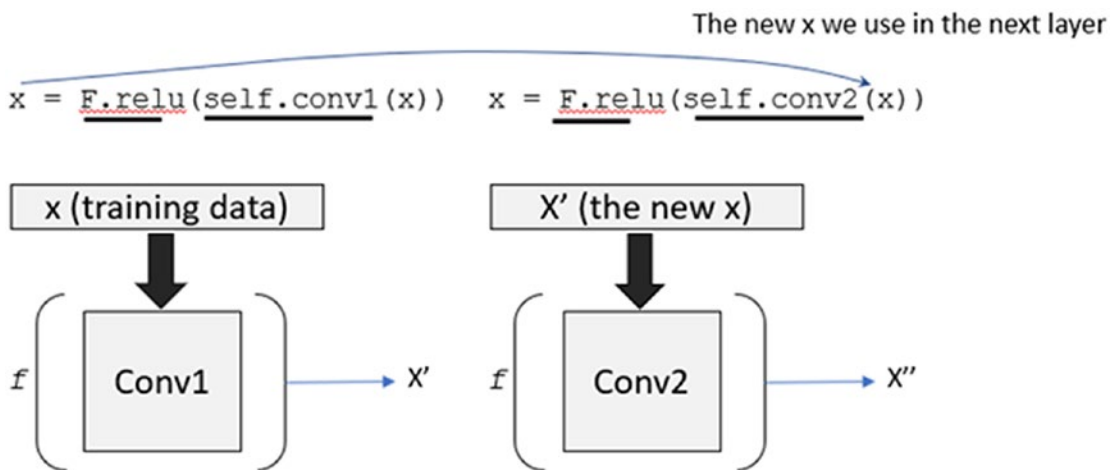 The new x we use in the next layer
x = F.relu(self.conv1(x)) x = F.relu(self.conv2(x))
x (training data) X’ (the new x)
f Conv1 X’ f Conv2 X’’